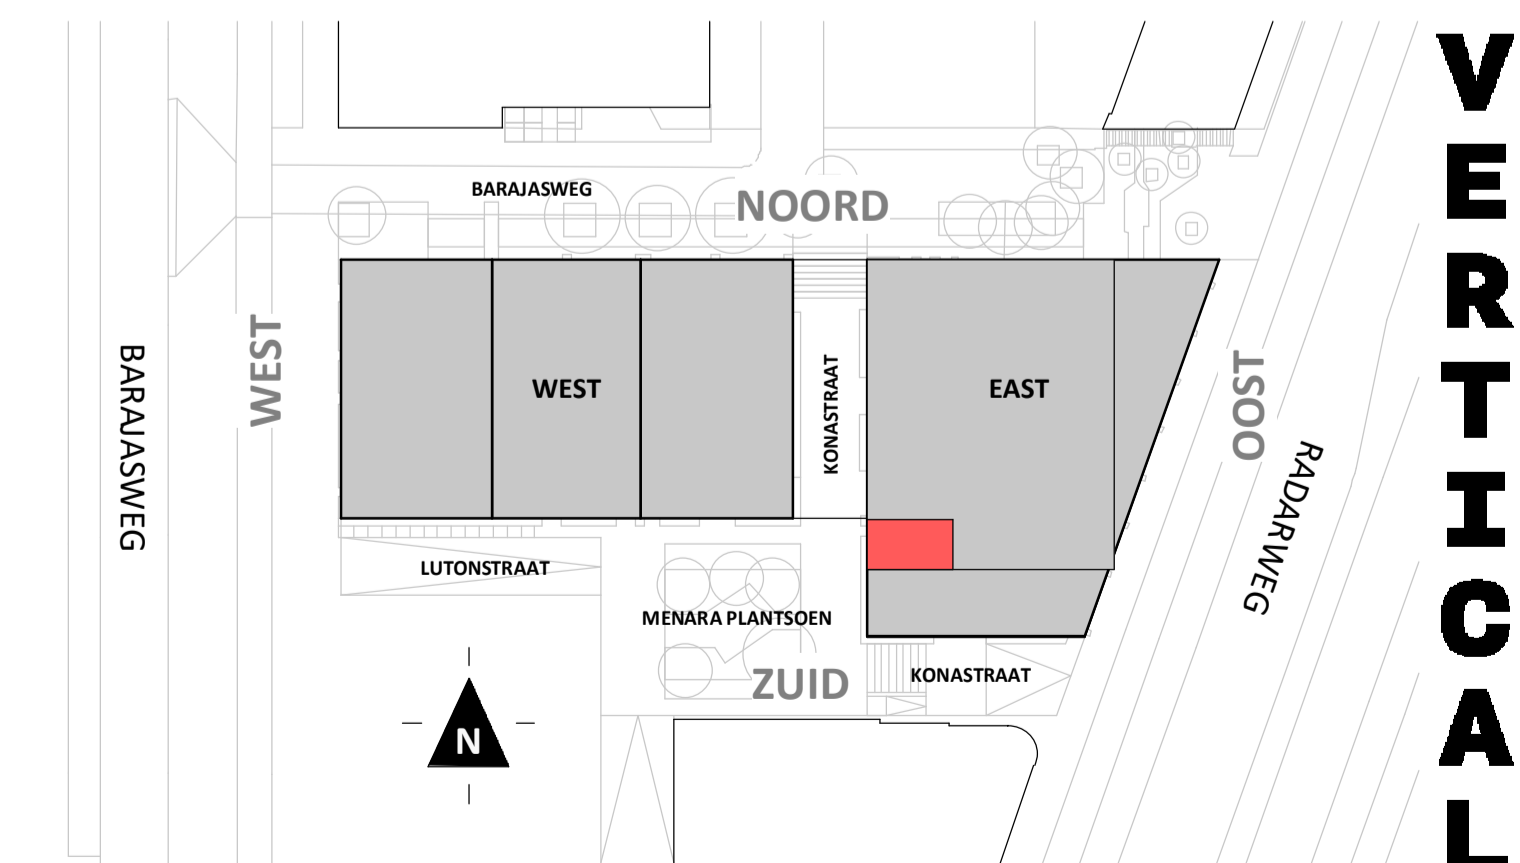 BARAJASWEG
NOORD
WEST
BARAJASWEG
WEST
KONASTRAAT
EAST
OOST
RADARWEG
LUTONSTRAAT
MENARA PLANTSOEN
ZUID
KONASTRAAT
N
VERTICAL